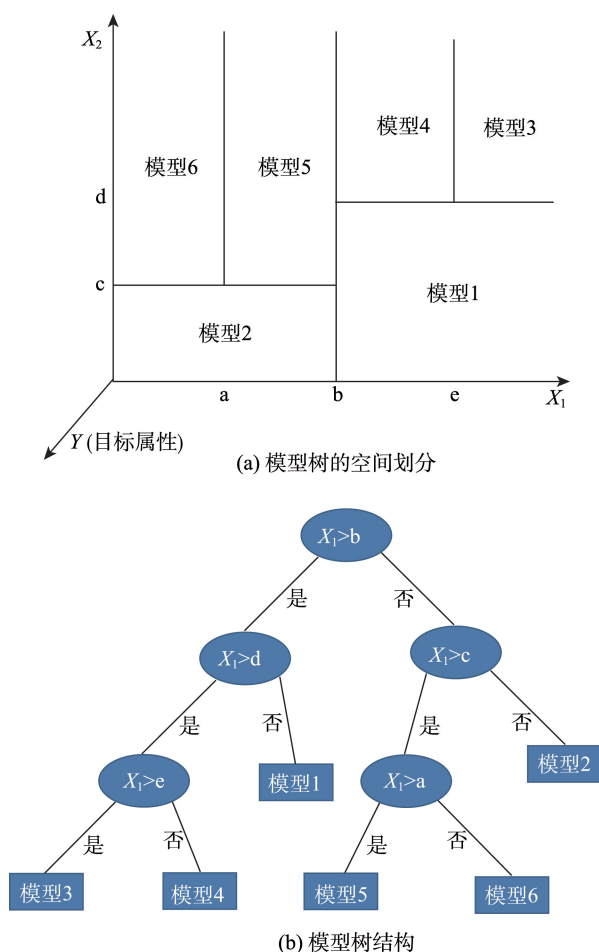 X₂
模型4
模型3
模型6
模型5
d
c
模型1
模型2
a
b
e
X₁
Y (目标属性)
(a) 模型树的空间划分
X₁>b
是
否
X₁>d
X₁>c
是
否
是
否
X₁>e
模型1
X₁>a
模型2
是
否
是
否
模型3
模型4
模型5
模型6
(b) 模型树结构